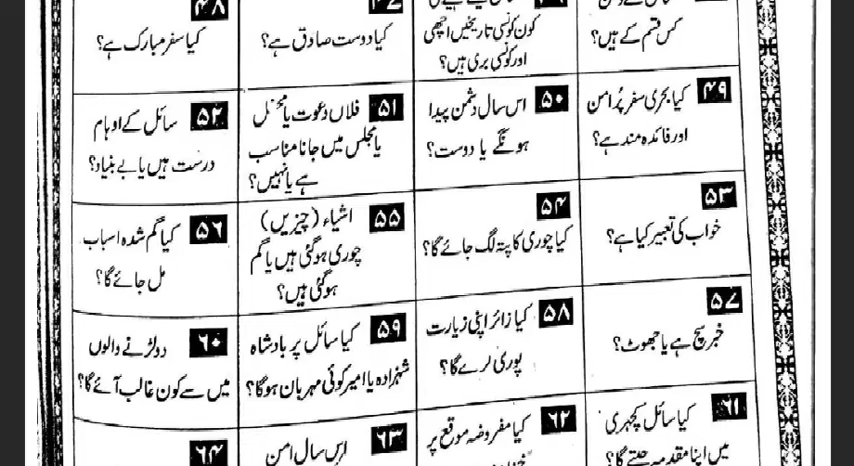 کس قسم کے ہیں؟
کون کونسی تاریخیں اچھی
اور کونسی بری ہیں؟
۴۷
کیا دوست صادق ہے؟
۴۸
کیا سفر مبارک ہے؟
۴۹
کیا بحری سفر پُر امن
اور فائدہ مند ہے؟
۵۰
اس سال دشمن پیدا
ہونگے یا دوست؟
۵۱
فلاں دعوت یا محفل
یا مجلس میں جانا مناسب
ہے یا نہیں؟
۵۲
سائل کے اوہام
درست ہیں یا بے بنیاد؟
۵۳
خواب کی تعبیر کیا ہے؟
۵۴
کیا چوری کا پتہ لگ جائے گا؟
۵۵
اشیاء (چیزیں)
چوری ہوگئی ہیں یا گم
ہوگئی ہیں؟
۵۶
کیا گم شدہ اسباب
مل جائے گا؟
۵۷
خبر سچ ہے یا جھوٹ؟
۵۸
کیا زائر اپنی زیارت
پوری کرے گا؟
۵۹
کیا سائل پر بادشاہ
شہزادہ یا امیر کوئی مہربان ہوگا؟
۶۰
دو لڑنے والوں
میں سے کون غالب آئے گا؟
۶۱
کیا سائل کچہری
میں اپنا مقدمہ جیتے گا؟
۶۲
کیا مفروضہ موقع پر
۶۳
اس سال امن
۶۴